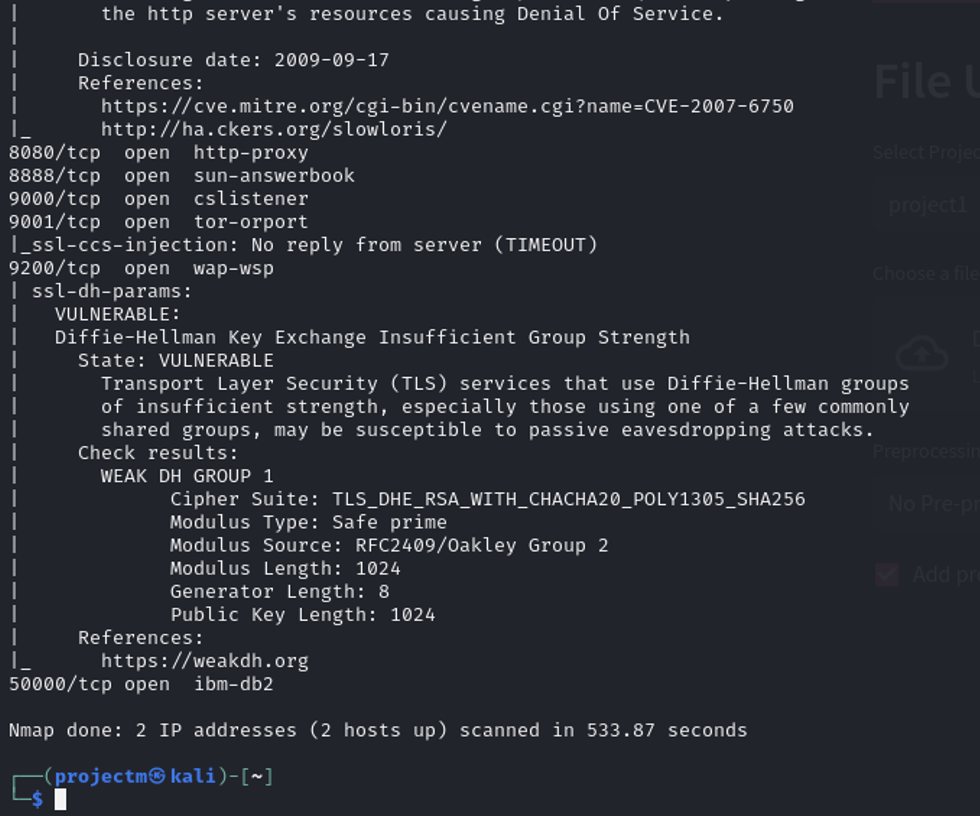 the http server's resources causing Denial Of Service.
|
|     Disclosure date: 2009-09-17
|     References:
|       https://cve.mitre.org/cgi-bin/cvename.cgi?name=CVE-2007-6750
|_      http://ha.ckers.org/slowloris/
8080/tcp  open  http-proxy
8888/tcp  open  sun-answerbook
9000/tcp  open  cslistener
9001/tcp  open  tor-orport
|_ssl-ccs-injection: No reply from server (TIMEOUT)
9200/tcp  open  wap-wsp
| ssl-dh-params:
|   VULNERABLE:
|   Diffie-Hellman Key Exchange Insufficient Group Strength
|     State: VULNERABLE
|       Transport Layer Security (TLS) services that use Diffie-Hellman groups
|       of insufficient strength, especially those using one of a few commonly
|       shared groups, may be susceptible to passive eavesdropping attacks.
|     Check results:
|       WEAK DH GROUP 1
|             Cipher Suite: TLS_DHE_RSA_WITH_CHACHA20_POLY1305_SHA256
|             Modulus Type: Safe prime
|             Modulus Source: RFC2409/Oakley Group 2
|             Modulus Length: 1024
|             Generator Length: 8
|             Public Key Length: 1024
|     References:
|_      https://weakdh.org
50000/tcp open  ibm-db2
Nmap done: 2 IP addresses (2 hosts up) scanned in 533.87 seconds
┌──(projectm㉿kali)-[~]
└─$
File U
Select Projec
project1
Choose a file
Preprocessin
No Pre-pr
Add pro